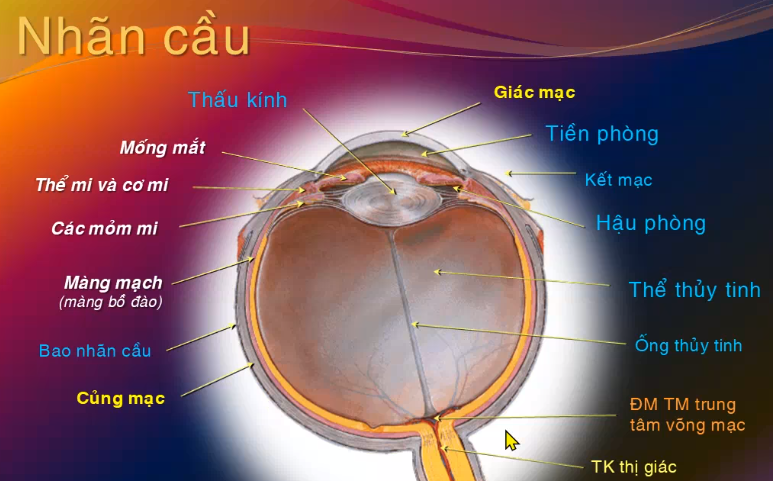 Nhãn cầu
Thấu kính
Giác mạc
Mống mắt
Tiền phòng
Thể mi và cơ mi
Kết mạc
Các mỏm mi
Hậu phòng
Màng mạch
(màng bồ đào)
Thể thủy tinh
Bao nhãn cầu
Ống thủy tinh
Củng mạc
ĐM TM trung
tâm võng mạc
TK thị giác